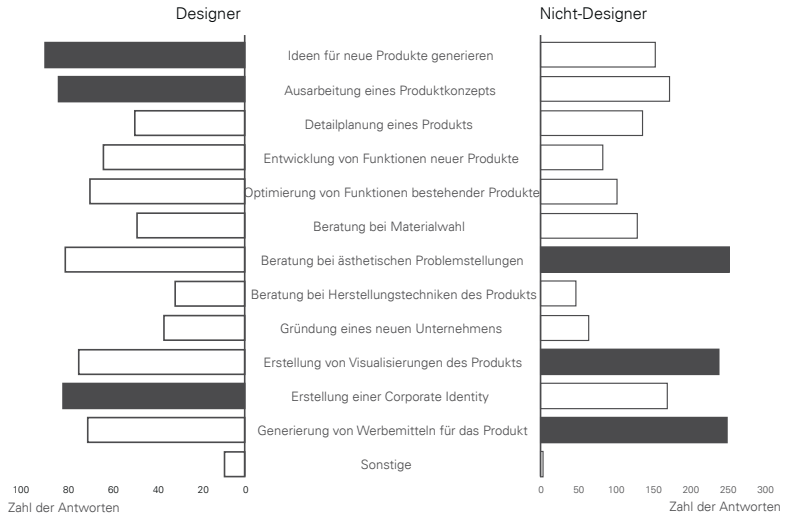 Designer
Nicht-Designer
Ideen für neue Produkte generieren
Ausarbeitung eines Produktkonzepts
Detailplanung eines Produkts
Entwicklung von Funktionen neuer Produkte
Optimierung von Funktionen bestehender Produkte
Beratung bei Materialwahl
Beratung bei ästhetischen Problemstellungen
Beratung bei Herstellungstechniken des Produkts
Gründung eines neuen Unternehmens
Erstellung von Visualisierungen des Produkts
Erstellung einer Corporate Identity
Generierung von Werbemitteln für das Produkt
Sonstige
100 80 60 40 20 0
0 50 100 150 200 250 300
Zahl der Antworten
Zahl der Antworten